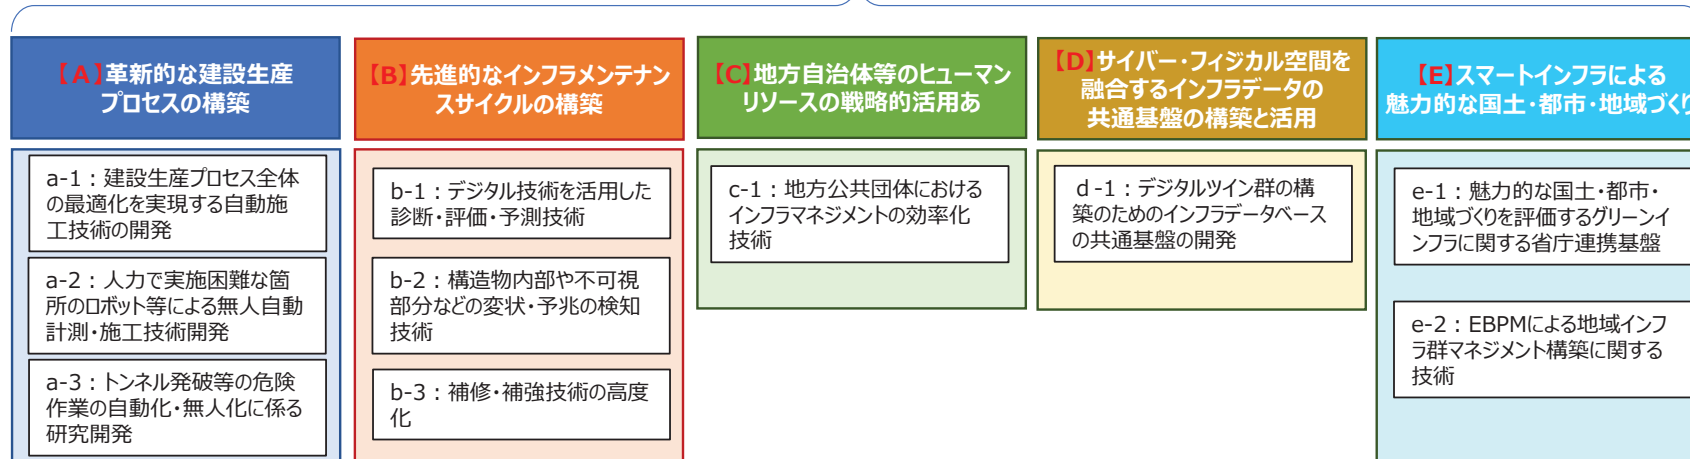 【A】革新的な建設生産
プロセスの構築
a-1：建設生産プロセス全体
の最適化を実現する自動施
工技術の開発
a-2：人力で実施困難な箇
所のロボット等による無人自動
計測・施工技術開発
a-3：トンネル発破等の危険
作業の自動化・無人化に係る
研究開発
【B】先進的なインフラメンテナン
スサイクルの構築
b-1：デジタル技術を活用した
診断・評価・予測技術
b-2：構造物内部や不可視
部分などの変状・予兆の検知
技術
b-3：補修・補強技術の高度
化
【C】地方自治体等のヒューマン
リソースの戦略的活用あ
c-1：地方公共団体における
インフラマネジメントの効率化
技術
【D】サイバー・フィジカル空間を
融合するインフラデータの
共通基盤の構築と活用
ｄ-1：デジタルツイン群の構
築のためのインフラデータベース
の共通基盤の開発
【E】スマートインフラによる
魅力的な国土・都市・地域づくり
e-1：魅力的な国土・都市・
地域づくりを評価するグリーンイ
ンフラに関する省庁連携基盤
e-2：EBPMによる地域インフ
ラ群マネジメント構築に関する
技術